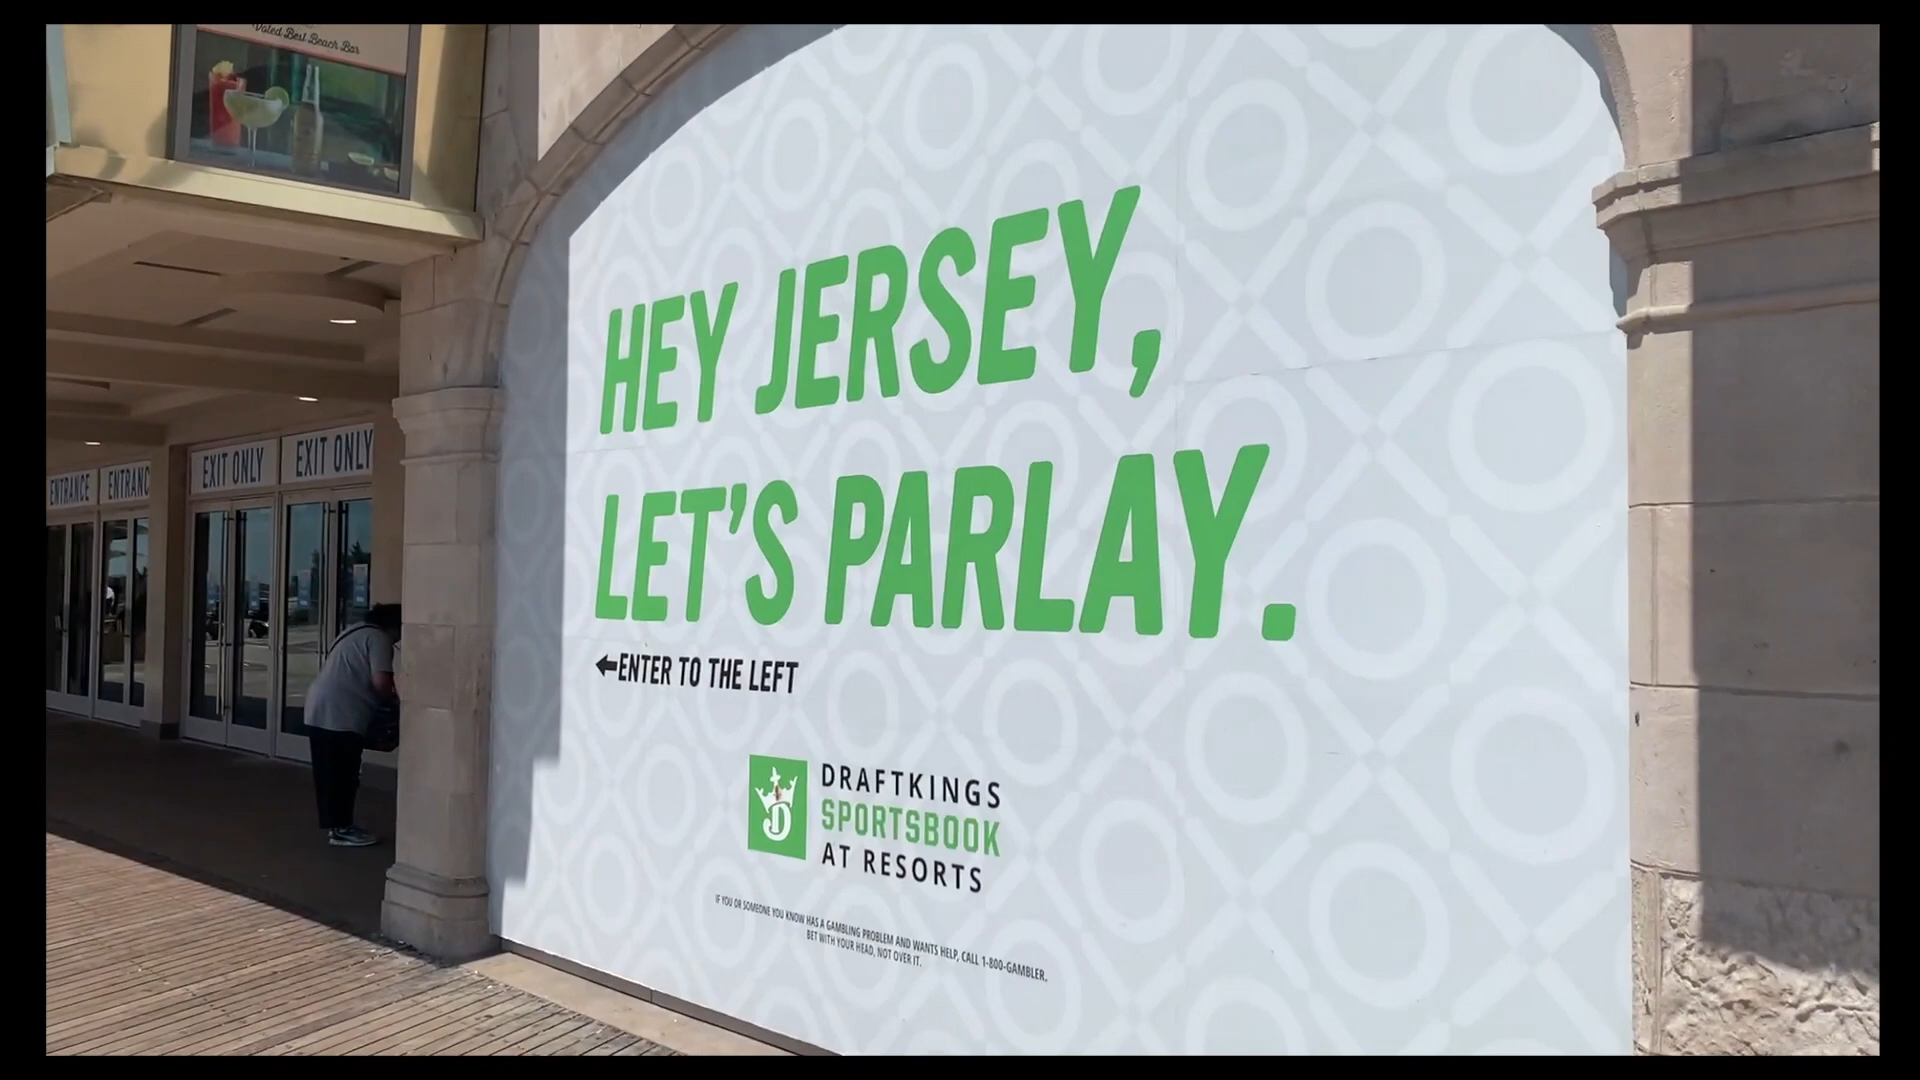 Voted Best Beach Bar
HEY JERSEY,
LET'S PARLAY.
ENTRANCE
ENTRANC
EXIT ONLY
EXIT ONLY
←ENTER TO THE LEFT
DRAFTKINGS
SPORTSBOOK
AT RESORTS
IF YOU OR SOMEONE YOU KNOW HAS A GAMBLING PROBLEM AND WANTS HELP, CALL 1-800-GAMBLER.
BET WITH YOUR HEAD, NOT OVER IT.